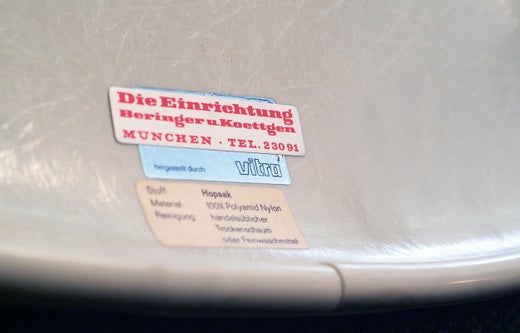 Die Einrichtung
Beringer u. Koettgen
MUNCHEN · TEL. 23091
hergestellt durch vitra
Stoff: Hopsak
Material: 100% Polyamid Nylon
Reinigung: handelsüblicher
Trockenschaum
oder Feinwaschmittel